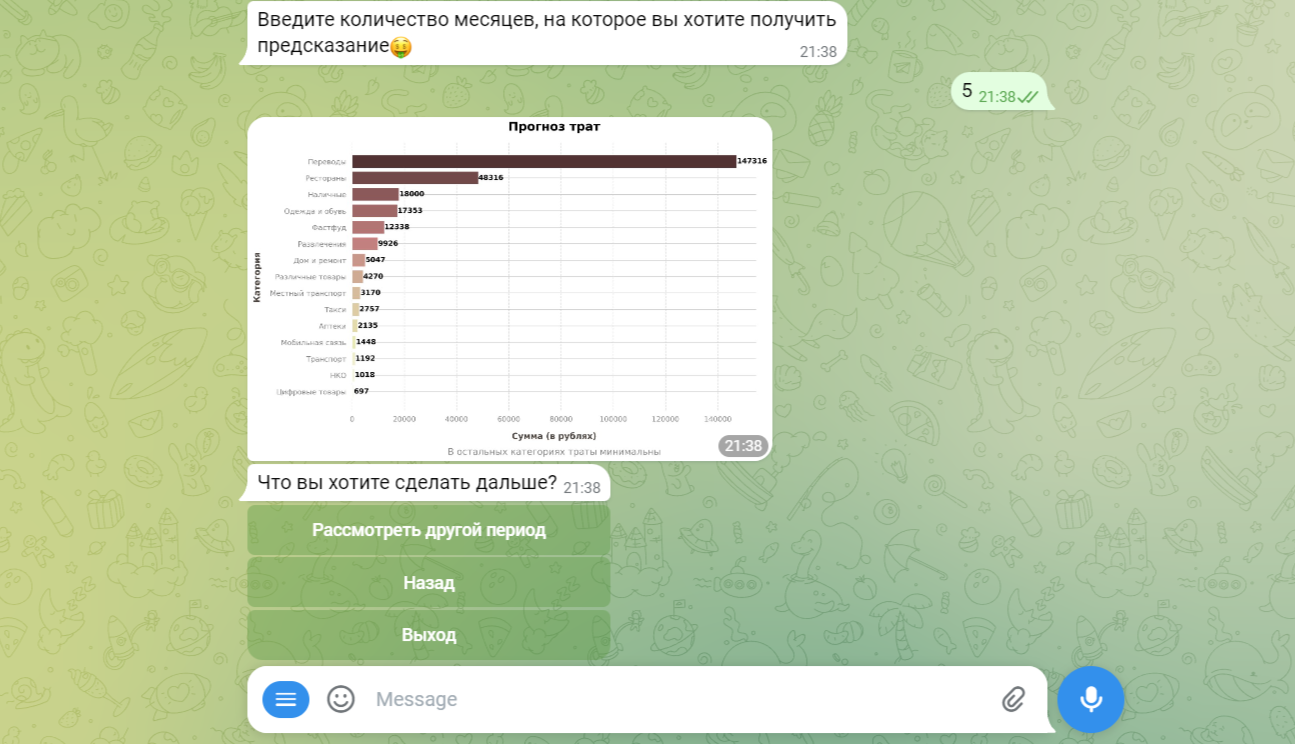 Введите количество месяцев, на которое вы хотите получить
предсказание🤑
21:38
5 21:38
Прогноз трат
Категория
Переводы 147316
Рестораны 48316
Наличные 18000
Одежда и обувь 17353
Фастфуд 12338
Развлечения 9926
Дом и ремонт 5047
Различные товары 4270
Местный транспорт 3170
Такси 2757
Аптеки 2135
Мобильная связь 1448
Транспорт 1192
НКО 1018
Цифровые товары 697
0 20000 40000 60000 80000 100000 120000 140000
Сумма (в рублях)
В остальных категориях траты минимальны
21:38
Что вы хотите сделать дальше? 21:38
Рассмотреть другой период
Назад
Выход
Message